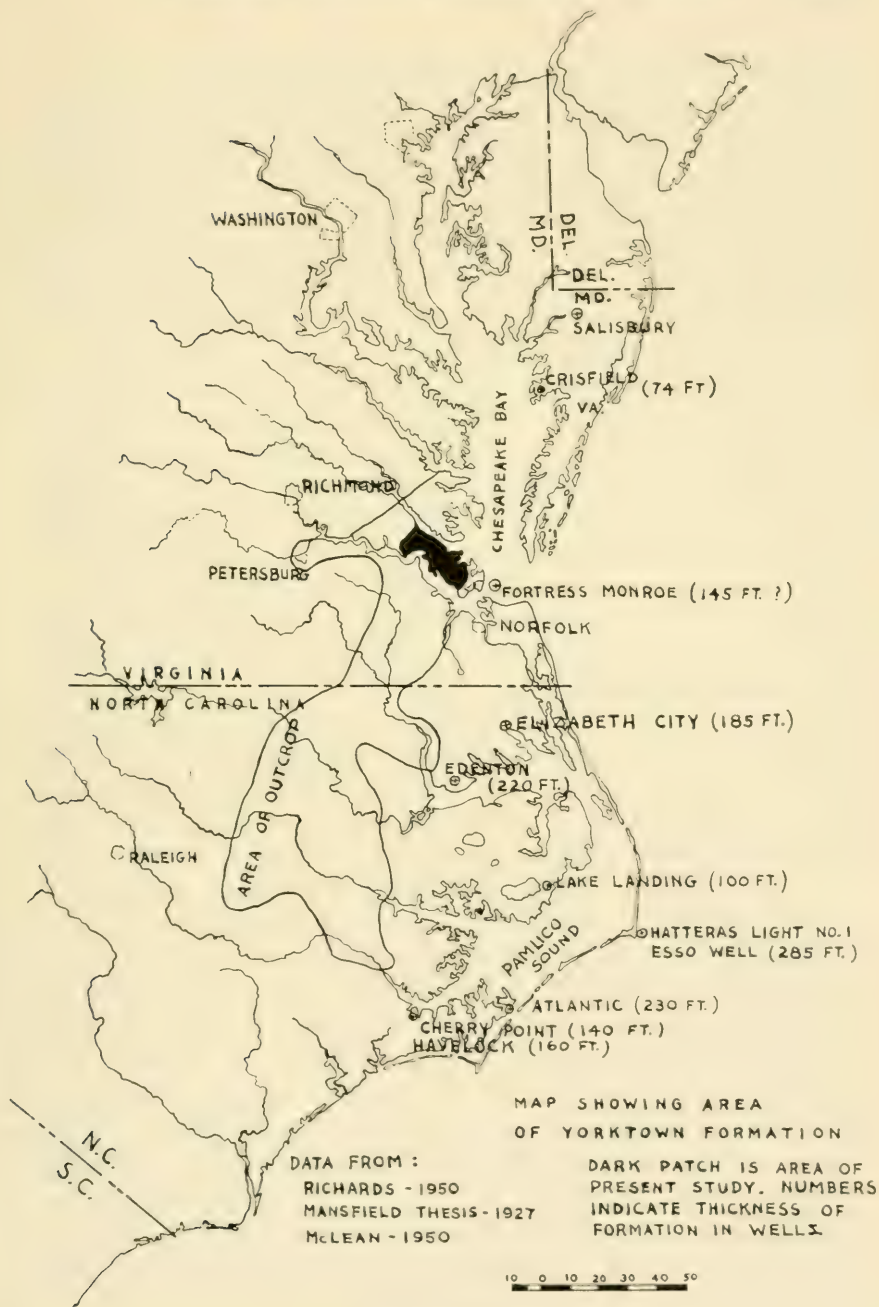 WASHINGTON
DEL.
MD.
DEL.
MD.
SALISBURY
CRISFIELD (74 FT)
VA.
CHESAPEAKE BAY
RICHMOND
PETERSBURG
FORTRESS MONROE (145 FT. ?)
NORFOLK
VIRGINIA
NORTH CAROLINA
ELIZABETH CITY (185 FT.)
EDENTON
(220 FT.)
AREA OF OUTCROP
RALEIGH
LAKE LANDING (100 FT.)
HATTERAS LIGHT NO. 1
ESSO WELL (285 FT.)
PAMLICO
SOUND
ATLANTIC (230 FT.)
CHERRY POINT (140 FT.)
HAVELOCK (160 FT.)
N.C.
S.C.
MAP SHOWING AREA
OF YORKTOWN FORMATION
DATA FROM :
RICHARDS - 1950
MANSFIELD THESIS - 1927
McLEAN - 1950
DARK PATCH IS AREA OF
PRESENT STUDY. NUMBERS
INDICATE THICKNESS OF
FORMATION IN WELLS
10 0 10 20 30 40 50